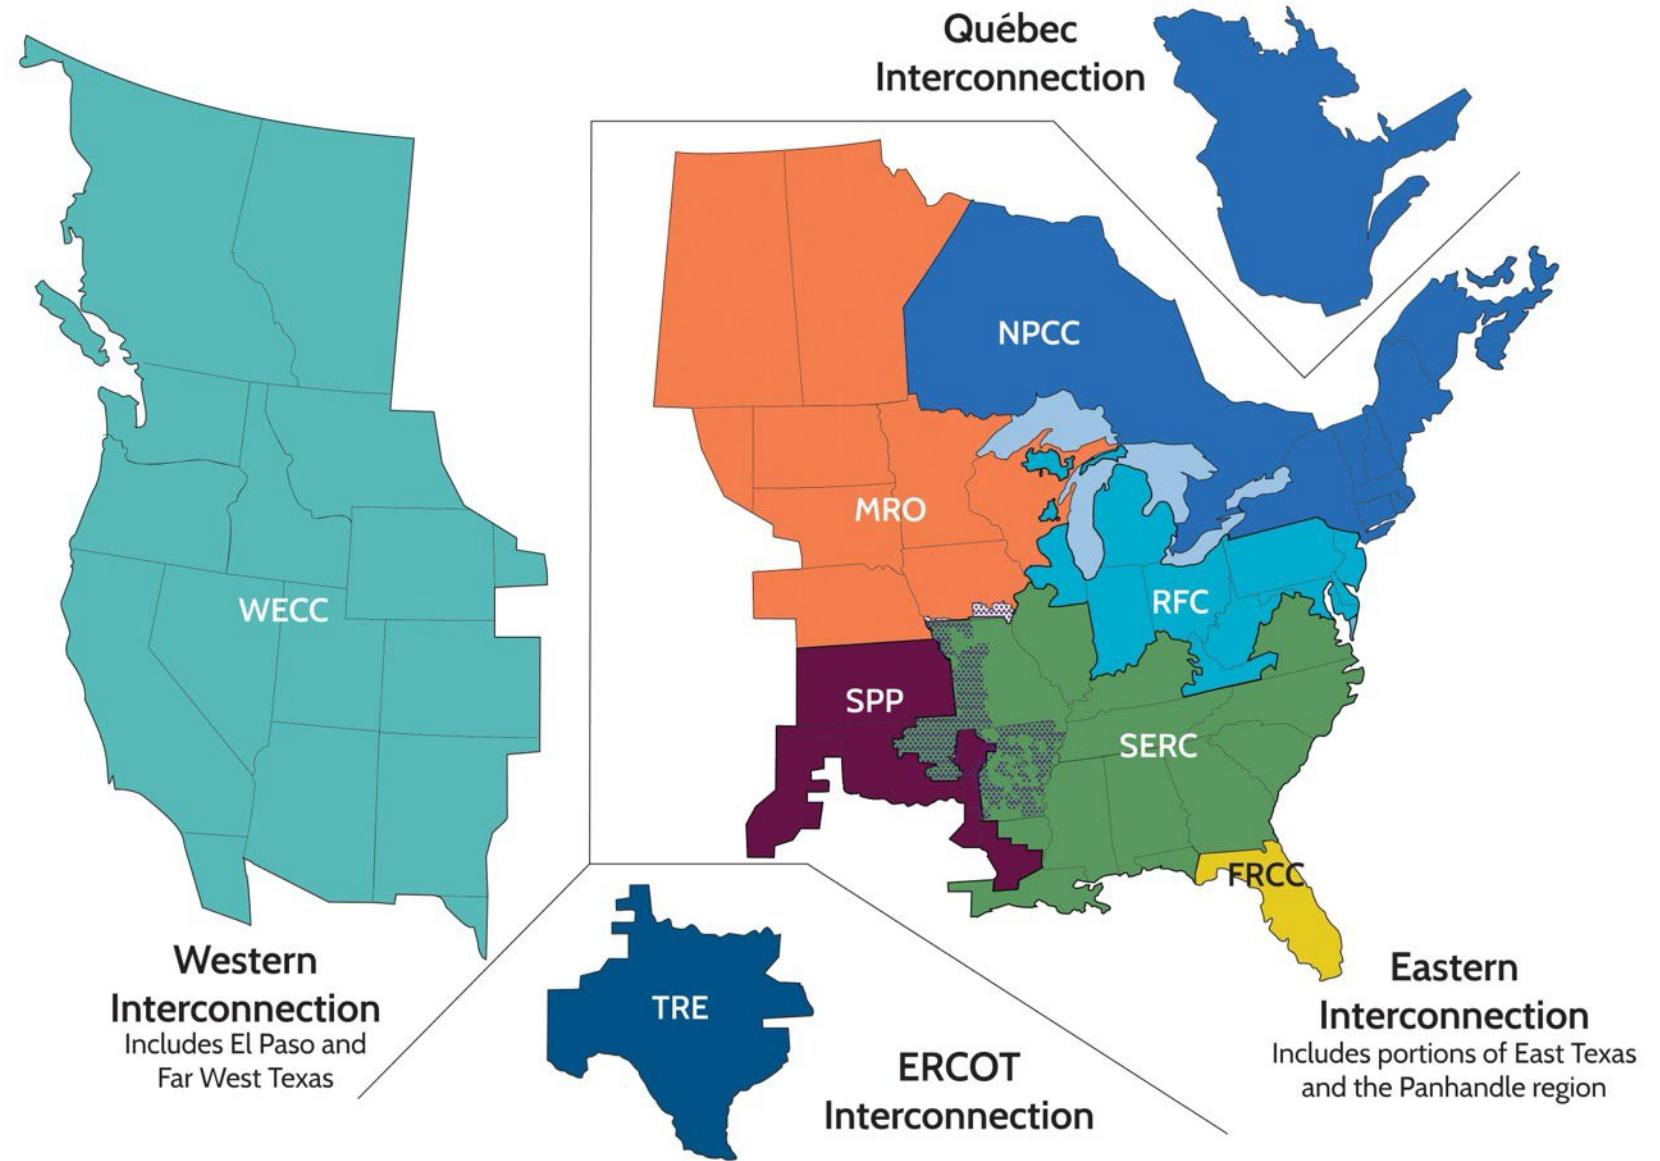 Québec
Interconnection
NPCC
MRO
WECC
RFC
SPP
SERC
FRCC
Western
Interconnection
Includes El Paso and
Far West Texas
TRE
ERCOT
Interconnection
Eastern
Interconnection
Includes portions of East Texas
and the Panhandle region